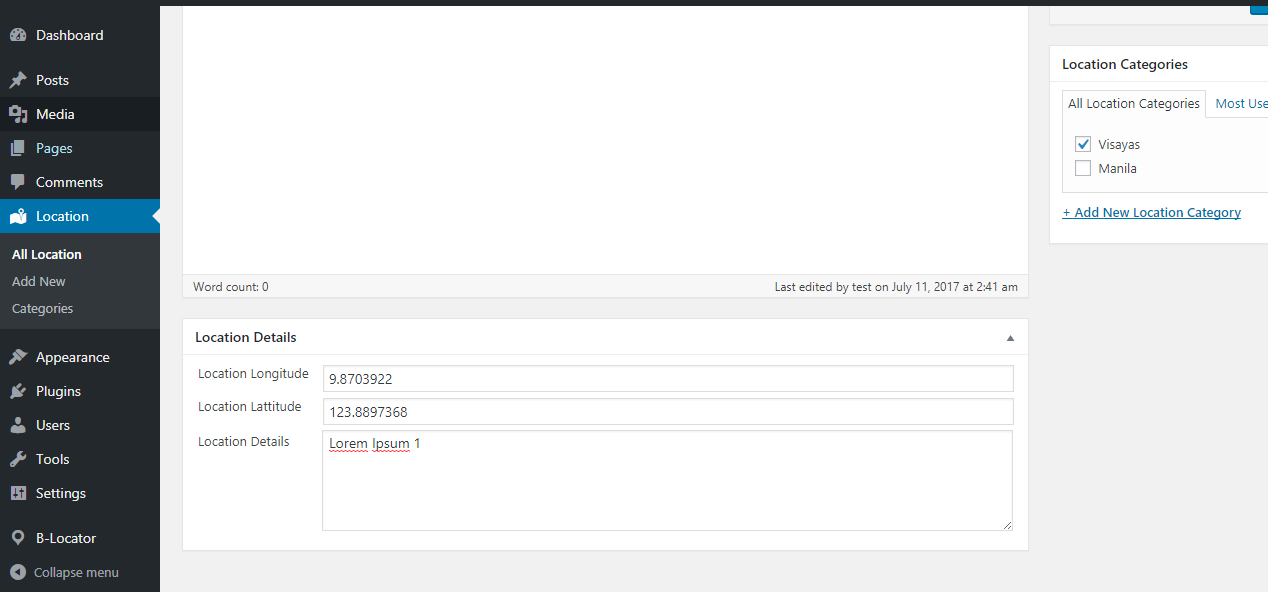 Dashboard
Posts
Media
Pages
Comments
Location
All Location
Add New
Categories
Appearance
Plugins
Users
Tools
Settings
B-Locator
Collapse menu
Word count: 0
Last edited by test on July 11, 2017 at 2:41 am
Location Details
Location Longitude
9.8703922
Location Lattitude
123.8897368
Location Details
Lorem Ipsum 1
Location Categories
All Location Categories
Most Use
Visayas
Manila
+ Add New Location Category